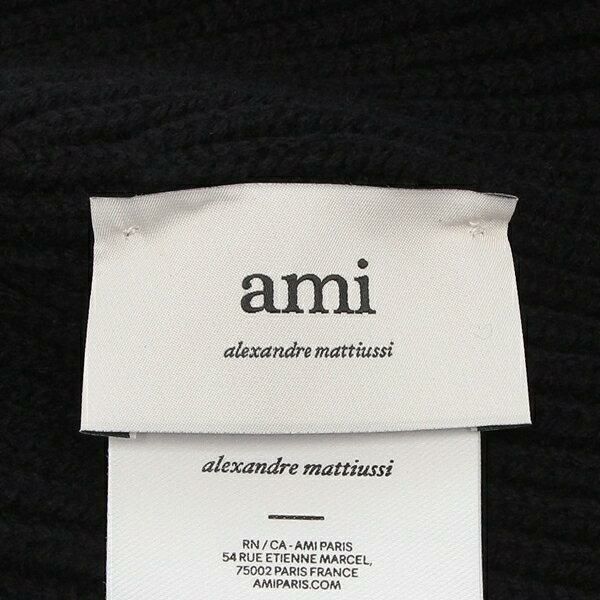 ami
alexandre mattiussi
alexandre mattiussi
RN / CA - AMI PARIS
54 RUE ETIENNE MARCEL,
75002 PARIS FRANCE
AMIPARIS.COM